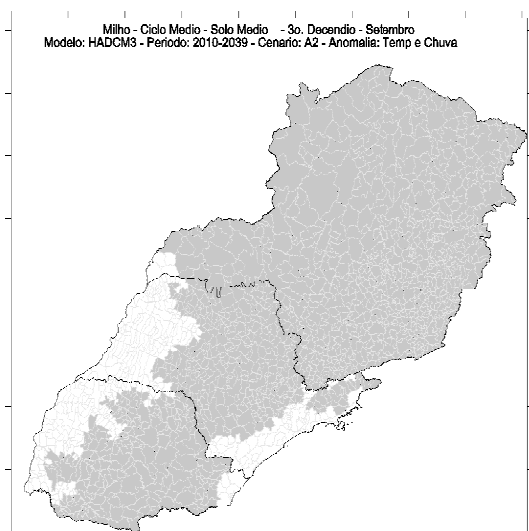 Milho - Ciclo Medio - Solo Medio - 3o. Decendio - Setembro
Modelo: HADCM3 - Periodo: 2010-2039 - Cenario: A2 - Anomalia: Temp e Chuva